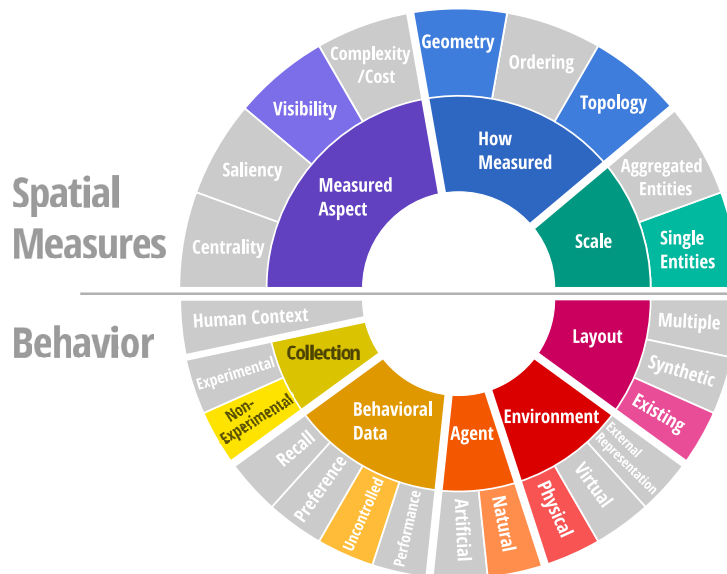 Spatial
Measures
Behavior
Centrality
Saliency
Visibility
Complexity
/Cost
Geometry
Ordering
Topology
Aggregated
Entities
Single
Entities
Measured
Aspect
How
Measured
Scale
Human Context
Experimental
Non-
Experimental
Collection
Recall
Preference
Uncontrolled
Performance
Behavioral
Data
Artificial
Natural
Agent
Physical
Virtual
External
Representation
Environment
Existing
Synthetic
Multiple
Layout